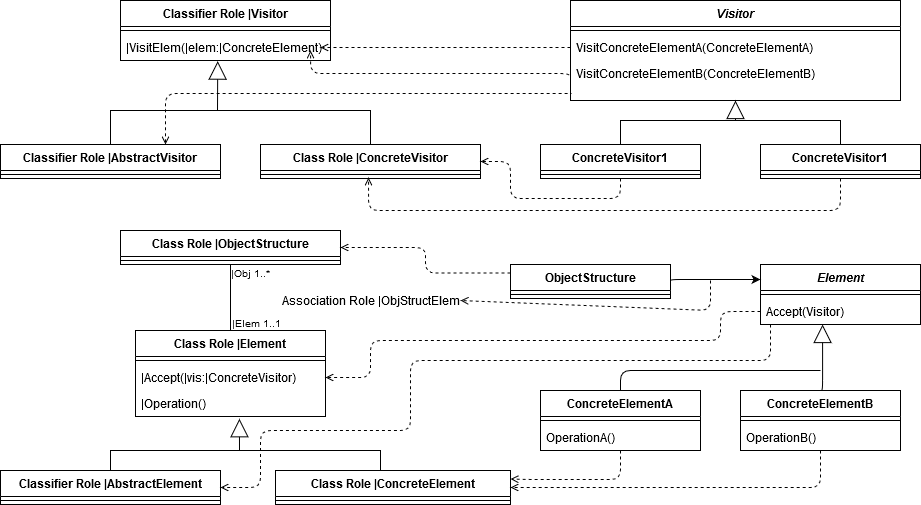 Classifier Role |Visitor
|VisitElem(|elem:|ConcreteElement)
Visitor
VisitConcreteElementA(ConcreteElementA)
VisitConcreteElementB(ConcreteElementB)
Classifier Role |AbstractVisitor
Class Role |ConcreteVisitor
ConcreteVisitor1
ConcreteVisitor1
Class Role |ObjectStructure
|Obj 1..*
ObjectStructure
Element
Accept(Visitor)
Association Role |ObjStructElem
|Elem 1..1
Class Role |Element
|Accept(|vis:|ConcreteVisitor)
|Operation()
ConcreteElementA
OperationA()
ConcreteElementB
OperationB()
Classifier Role |AbstractElement
Class Role |ConcreteElement